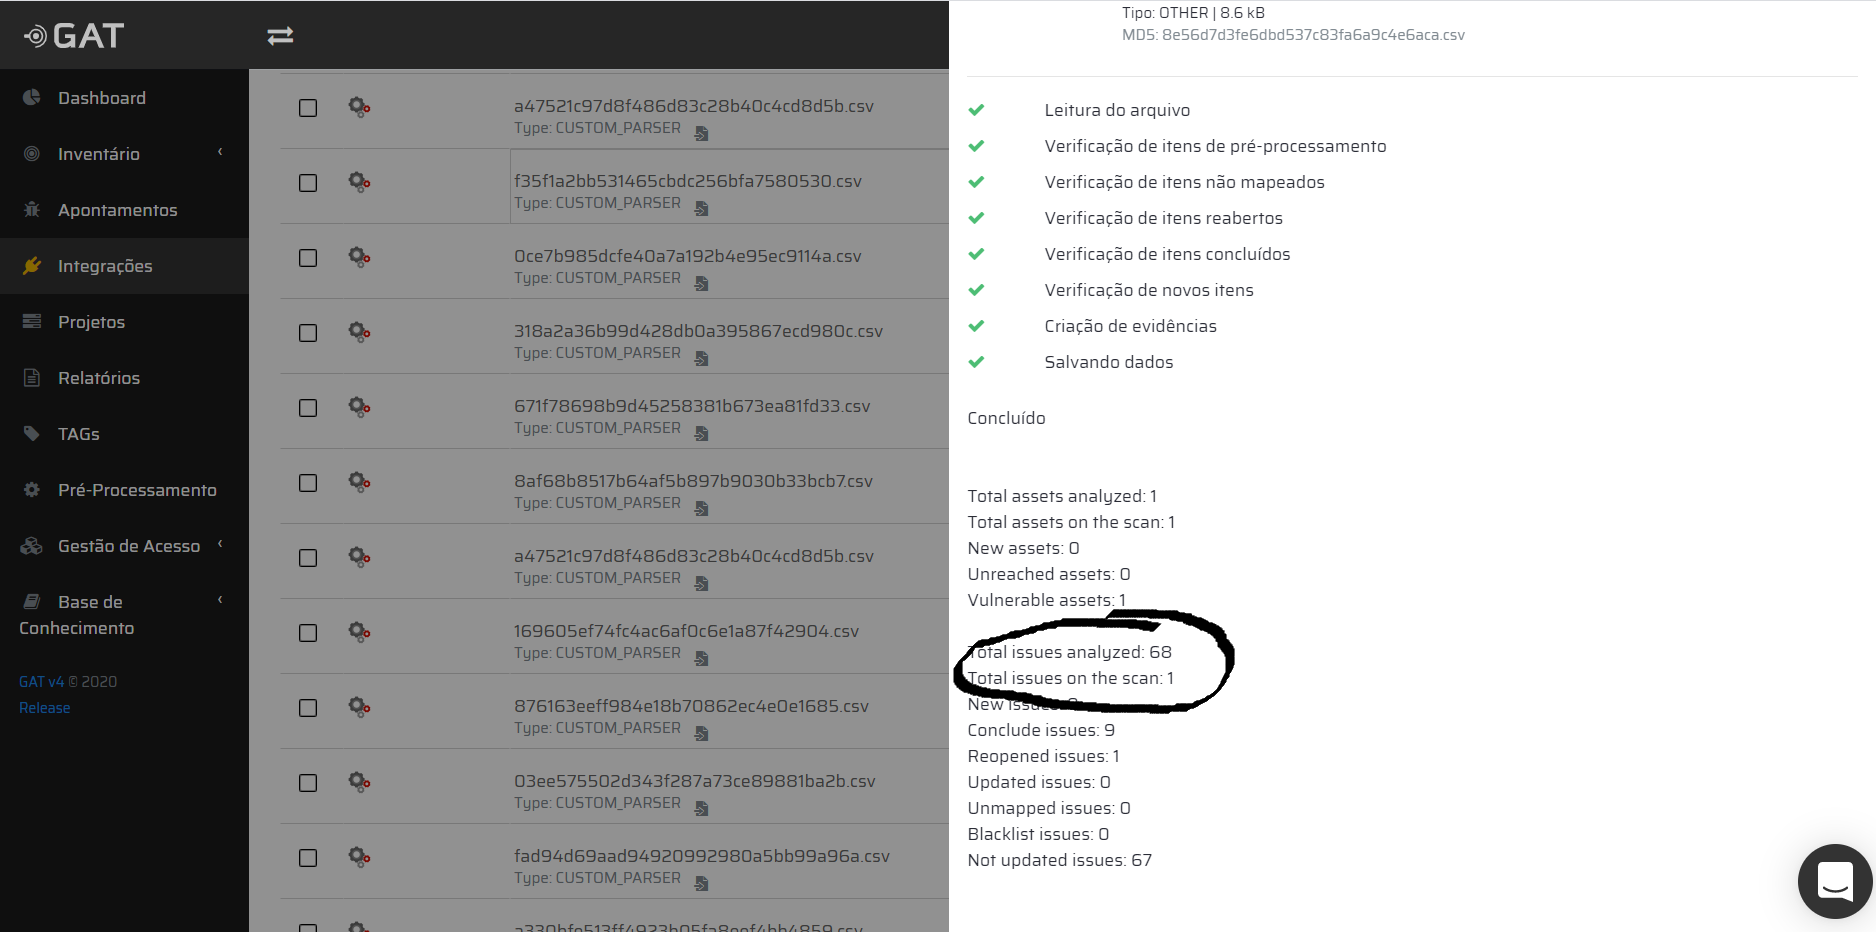 GAT
Dashboard
Inventário
Apontamentos
Integrações
Projetos
Relatórios
TAGs
Pré-Processamento
Gestão de Acesso
Base de
Conhecimento
GAT v4 © 2020
Release
a47521c97d8f486d83c28b40c4cd8d5b.csv
Type: CUSTOM_PARSER
f35f1a2bb531465cbdc256bfa7580530.csv
Type: CUSTOM_PARSER
0ce7b985dcfe40a7a192b4e95ec9114a.csv
Type: CUSTOM_PARSER
318a2a36b99d428db0a395867ecd980c.csv
Type: CUSTOM_PARSER
671f78698b9d45258381b673ea81fd33.csv
Type: CUSTOM_PARSER
8af68b8517b64af5b897b9030b33bcb7.csv
Type: CUSTOM_PARSER
a47521c97d8f486d83c28b40c4cd8d5b.csv
Type: CUSTOM_PARSER
169605ef74fc4ac6af0c6e1a87f42904.csv
Type: CUSTOM_PARSER
876163eeff984e18b70862ec4e0e1685.csv
Type: CUSTOM_PARSER
03ee575502d343f287a73ce89881ba2b.csv
Type: CUSTOM_PARSER
fad94d69aad94920992980a5bb99a96a.csv
Type: CUSTOM_PARSER
Tipo: OTHER | 8.6 kB
MD5: 8e56d7d3fe6dbd537c83fa6a9c4e6aca.csv
Leitura do arquivo
Verificação de itens de pré-processamento
Verificação de itens não mapeados
Verificação de itens reabertos
Verificação de itens concluídos
Verificação de novos itens
Criação de evidências
Salvando dados
Concluído
Total assets analyzed: 1
Total assets on the scan: 1
New assets: 0
Unreached assets: 0
Vulnerable assets: 1
Total issues analyzed: 68
Total issues on the scan: 1
New issues:
Conclude issues: 9
Reopened issues: 1
Updated issues: 0
Unmapped issues: 0
Blacklist issues: 0
Not updated issues: 67